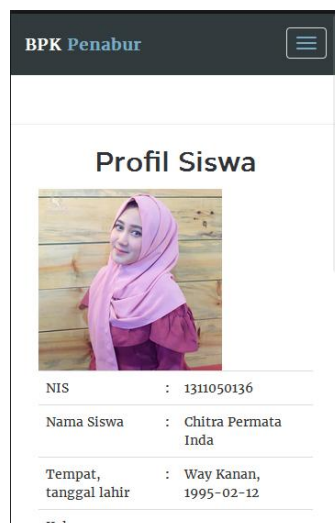 BPK Penabur
Profil Siswa
NIS : 1311050136
Nama Siswa : Chitra Permata
Inda
Tempat, : Way Kanan,
tanggal lahir 1995-02-12